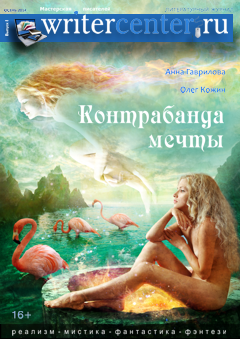 writercenter.ru
Анна Гаврилова
Олег Кожин
Контрабанда
мечты
16+
реализм • мистика • фантастика • фэнтези